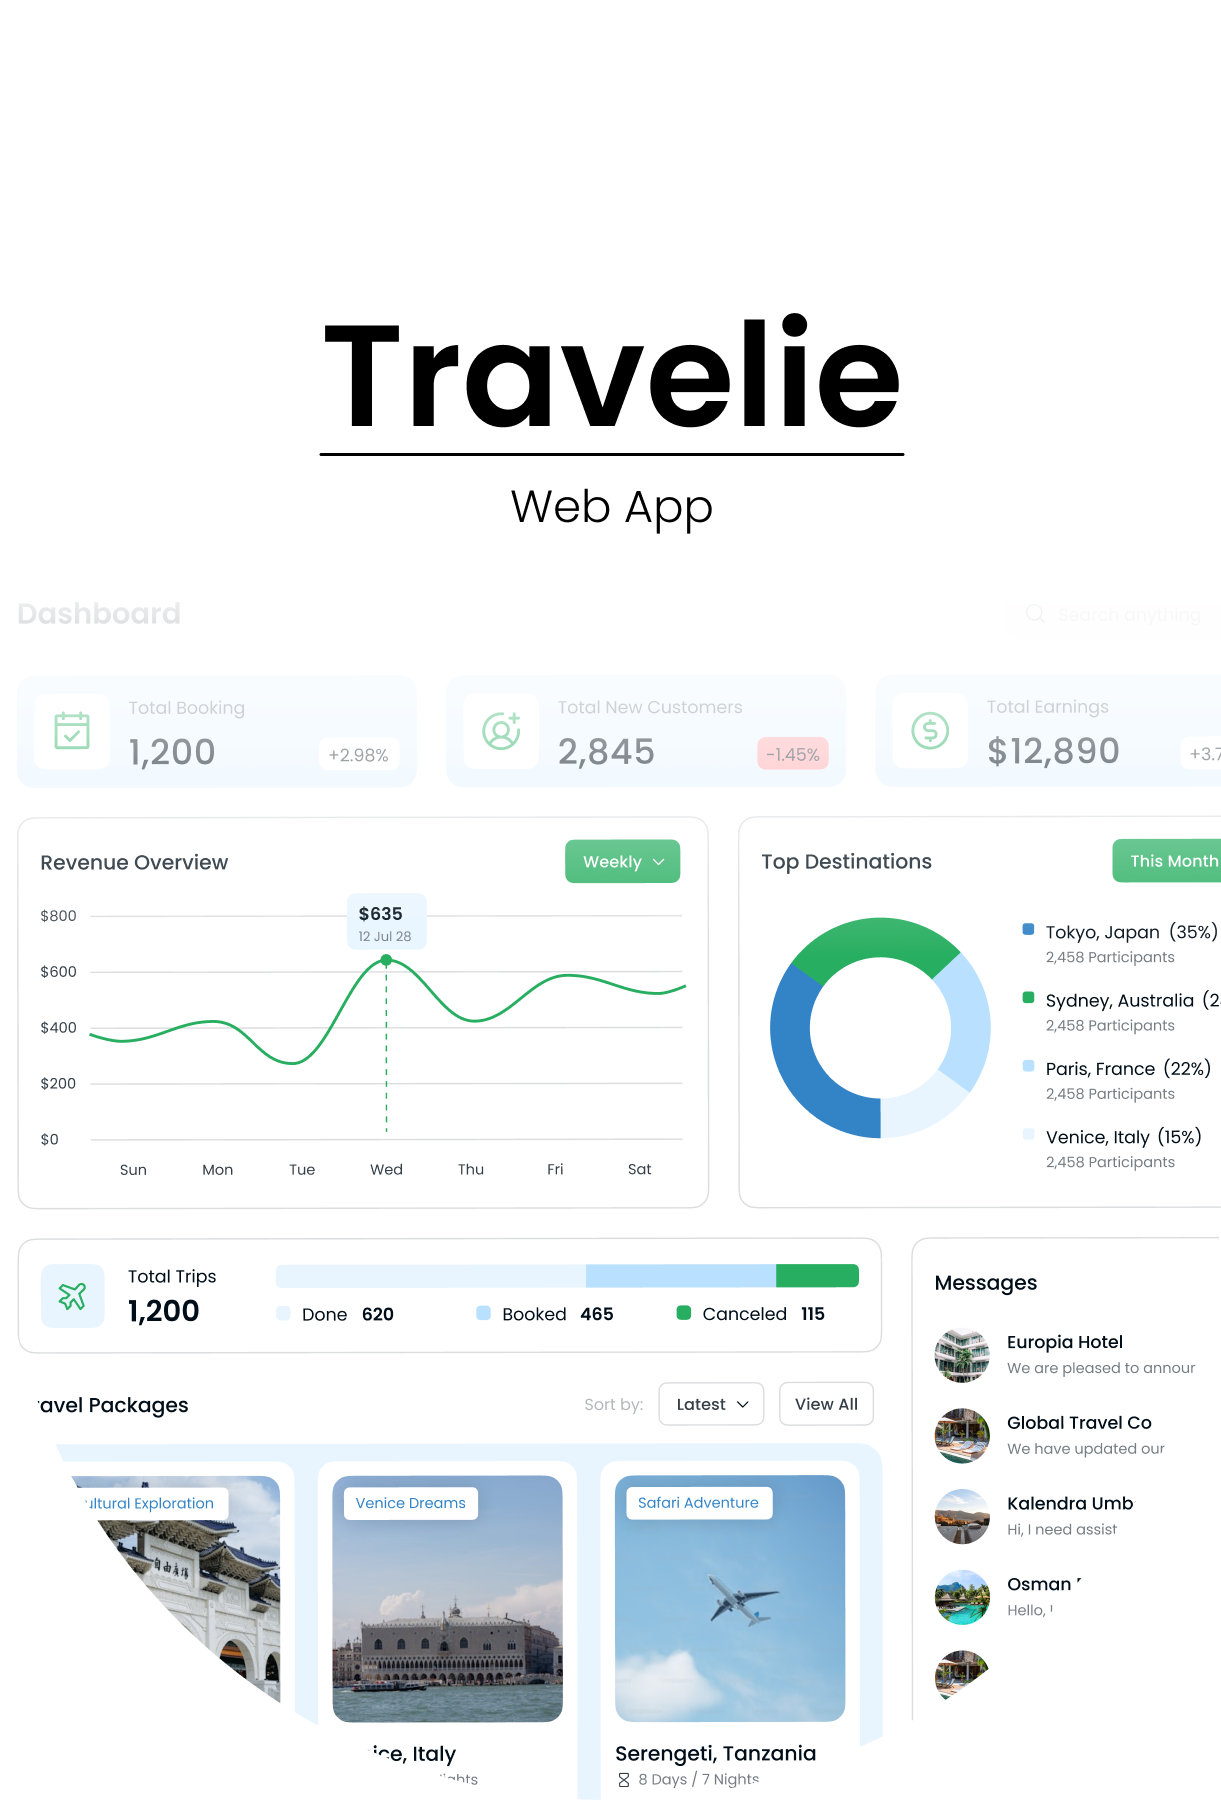 Travelie
Web App
Dashboard
Search anything
Total Booking
1,200
+2.98%
Total New Customers
2,845
-1.45%
Total Earnings
$12,890
+3.7
Revenue Overview
Weekly
$800
$600
$400
$200
$0
$635
12 Jul 28
Sun Mon Tue Wed Thu Fri Sat
Top Destinations
This Month
Tokyo, Japan (35%)
2,458 Participants
Sydney, Australia
2,458 Participants
Paris, France (22%)
2,458 Participants
Venice, Italy (15%)
2,458 Participants
Total Trips
1,200
Done 620
Booked 465
Canceled 115
avel Packages
Sort by:
Latest
View All
ultural Exploration
自由廣場
Venice Dreams
ice, Italy
ights
Safari Adventure
Serengeti, Tanzania
8 Days / 7 Nights
Messages
Europia Hotel
We are pleased to annour
Global Travel Co
We have updated our
Kalendra Umb
Hi, I need assist
Osman
Hello,